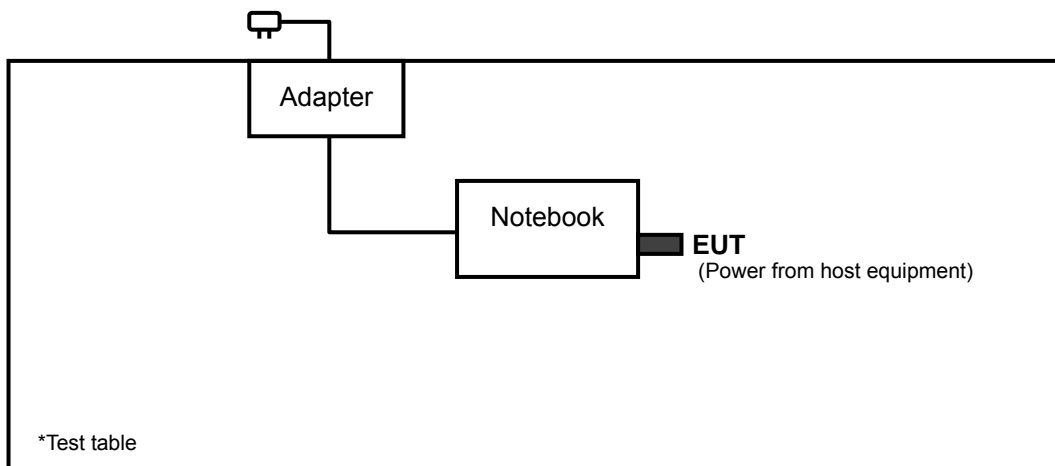 Adapter
Notebook
EUT
(Power from host equipment)
*Test table